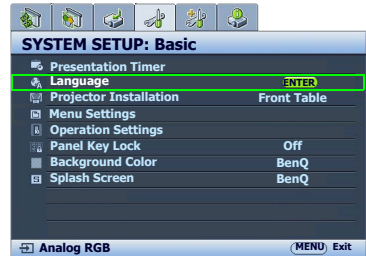 SYSTEM SETUP: Basic
Presentation Timer
Language ENTER
Projector Installation Front Table
Menu Settings
Operation Settings
Panel Key Lock Off
Background Color BenQ
Splash Screen BenQ
Analog RGB MENU Exit